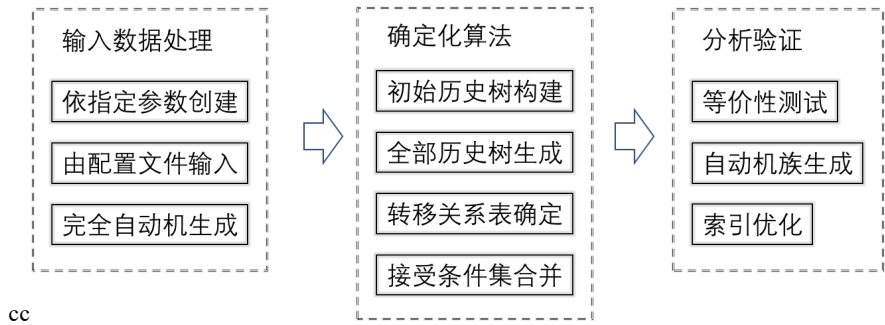 输入数据处理
依指定参数创建
由配置文件输入
完全自动机生成
确定化算法
初始历史树构建
全部历史树生成
转移关系表确定
接受条件集合并
分析验证
等价性测试
自动机族生成
索引优化
cc